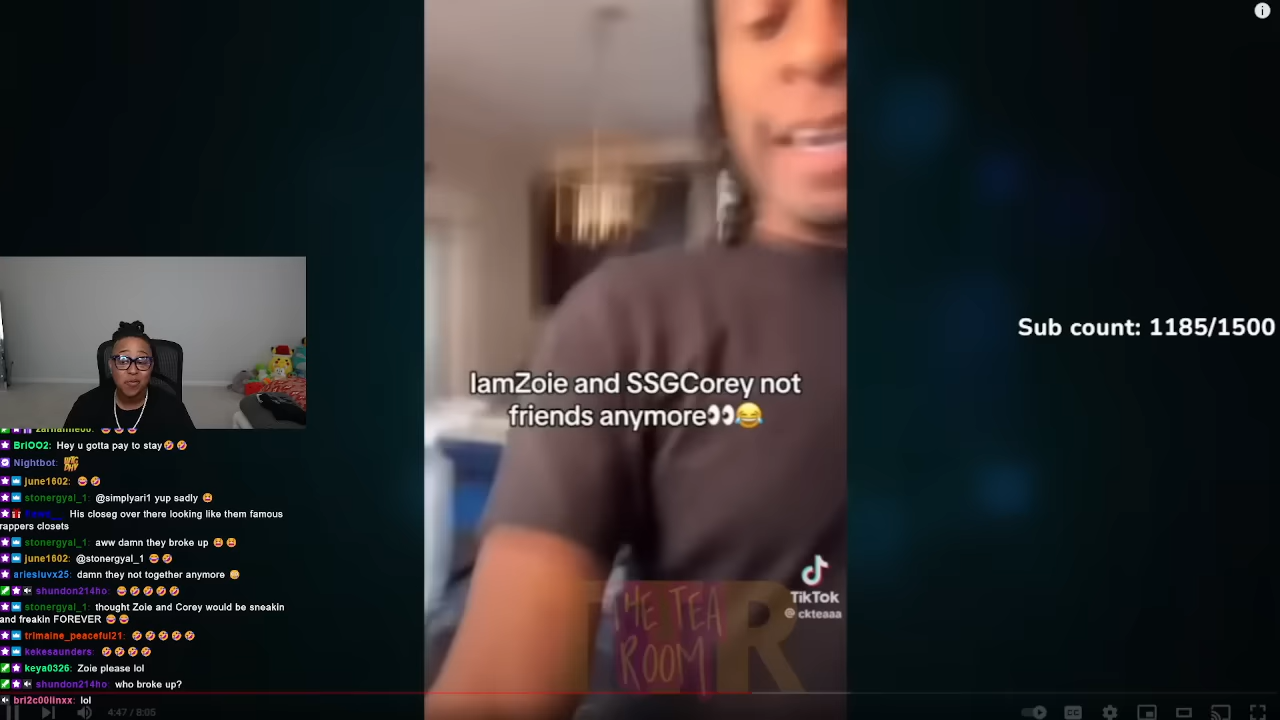 IamZoie and SSGCorey not
friends anymore👀😂
Sub count: 1185/1500
BriOO2: Hey u gotta pay to stay🤣🤣
Nightbot:
june1602: 😂🤣
stonergyal_1: @simplyari1 yup sadly 😩
His closeg over there looking like them famous
rappers closets
stonergyal_1: aww damn they broke up 😩😩
june1602: @stonergyal_1 😂🤣
ariesluvx25: damn they not together anymore 😞
shundon214ho: 😂🤣🤣🤣🤣
stonergyal_1: thought Zoie and Corey would be sneakin
and freakin FOREVER 😂😂
trimaine_peaceful21: 🤣🤣🤣🤣🤣
kekesaunders: 🤣🤣🤣🤣
keya0326: Zoie please lol
shundon214ho: who broke up?
bri2c00linxx: lol
TikTok
@ckteaaa
THE TEA
ROOM
4:47 / 8:05